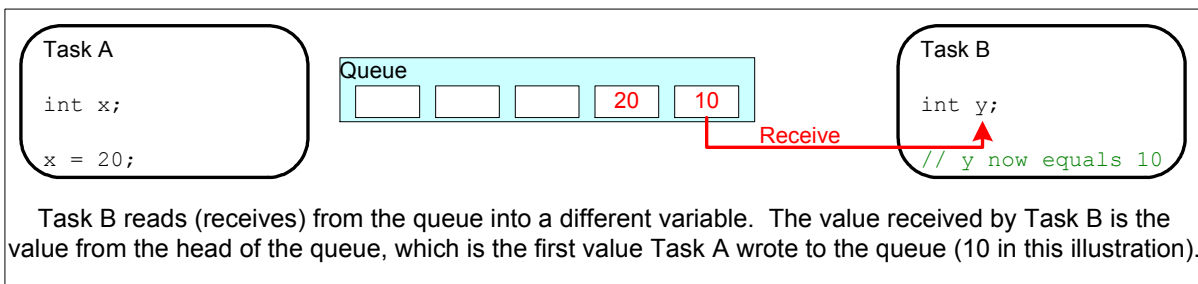 Task A
int x;
x = 20;
Queue
20 10
Receive
Task B
int y;
// y now equals 10
Task B reads (receives) from the queue into a different variable.  The value received by Task B is the
value from the head of the queue, which is the first value Task A wrote to the queue (10 in this illustration).